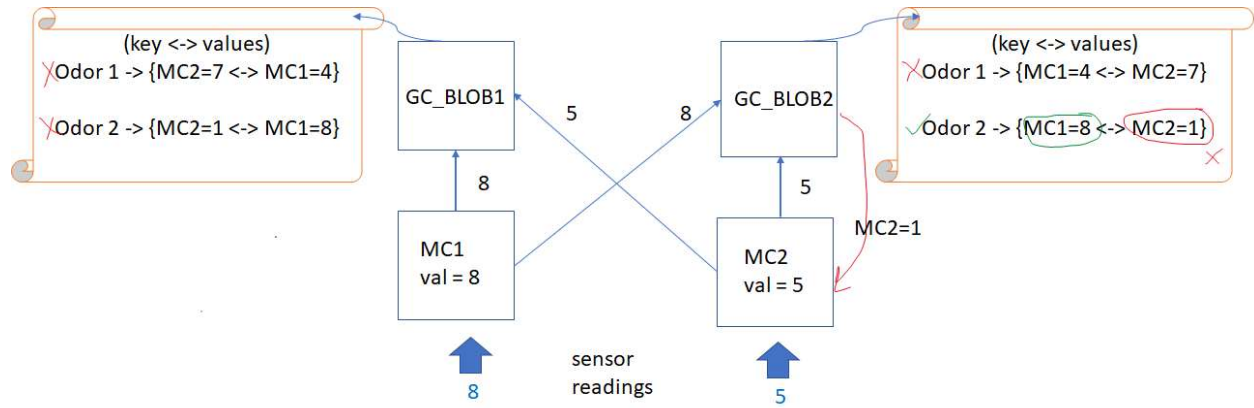 (key <-> values)
Odor 1 -> {MC2=7 <-> MC1=4}
Odor 2 -> {MC2=1 <-> MC1=8}
GC_BLOB1
5
8
GC_BLOB2
(key <-> values)
Odor 1 -> {MC1=4 <-> MC2=7}
Odor 2 -> {MC1=8 <-> MC2=1}
8
5
MC2=1
MC1
val = 8
MC2
val = 5
sensor
readings
8
5